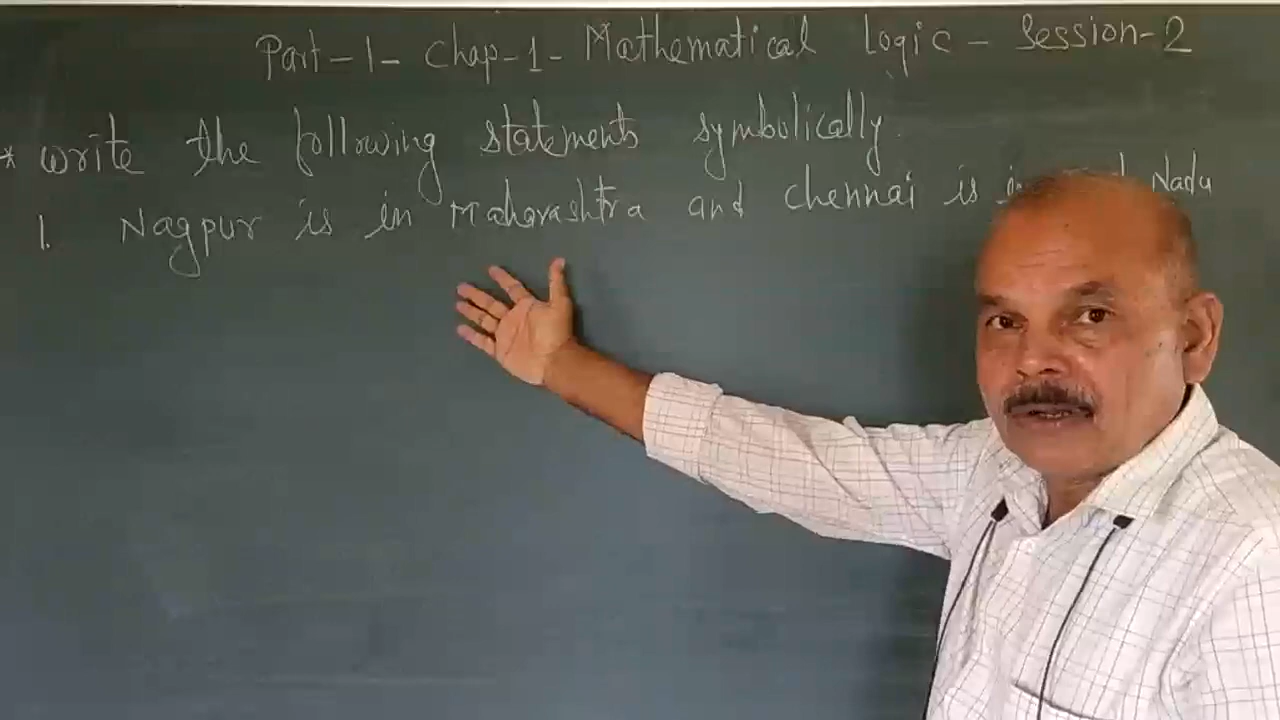 Part-1- Chap-1- Mathematical Logic - Session-2
* Write the following statements symbolically.
1. Nagpur is in Maharashtra and Chennai is in Nadu